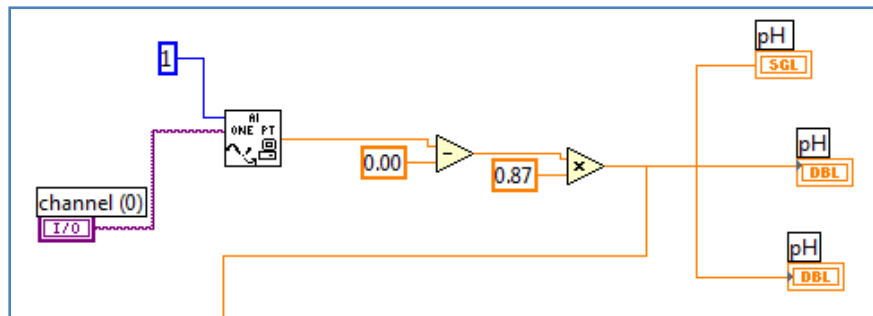 pH
SGL
1
AI
ONE PT
0.00
-
0.87
x
pH
DBL
channel (0)
I/O
pH
DBL